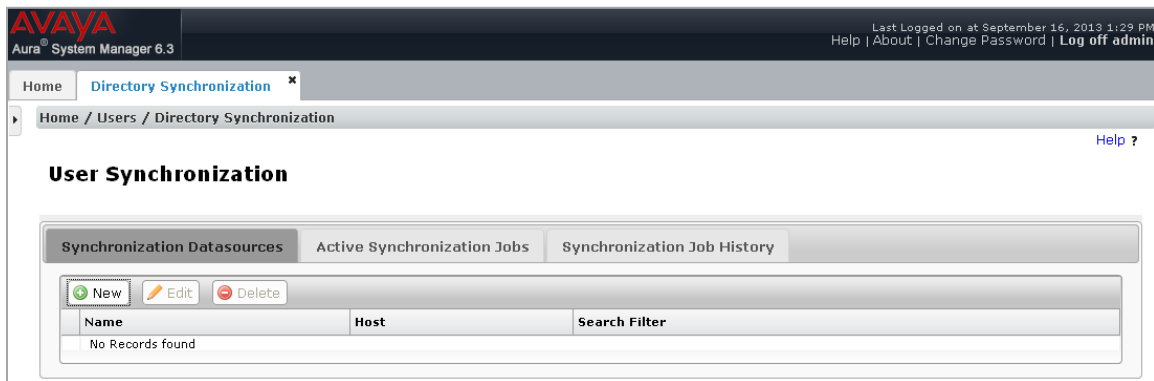 AVAYA
Last Logged on at September 16, 2013 1:29 PM
Aura® System Manager 6.3
Help | About | Change Password | Log off admin
Home Directory Synchronization ×
Home / Users / Directory Synchronization
Help ?
User Synchronization
Synchronization Datasources Active Synchronization Jobs Synchronization Job History
New Edit Delete
Name Host Search Filter
No Records found